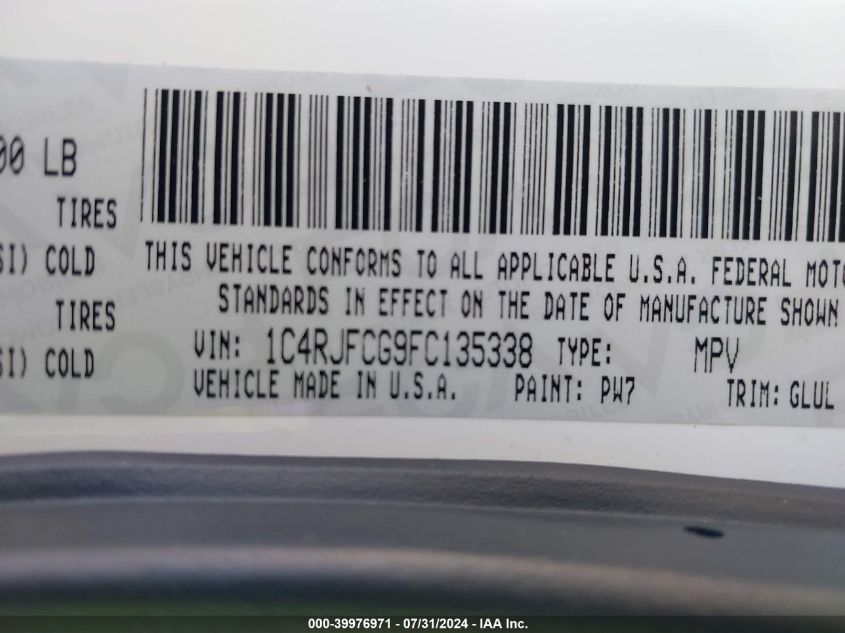 00 LB
TIRES
SI) COLD
TIRES
SI) COLD
THIS VEHICLE CONFORMS TO ALL APPLICABLE U.S.A. FEDERAL MOTO
STANDARDS IN EFFECT ON THE DATE OF MANUFACTURE SHOWN
VIN: 1C4RJFCG9FC135338 TYPE: MPV
VEHICLE MADE IN U.S.A. PAINT: PW7 TRIM: GLUL
000-39976971 / 07/31/2024 - IAA Inc.